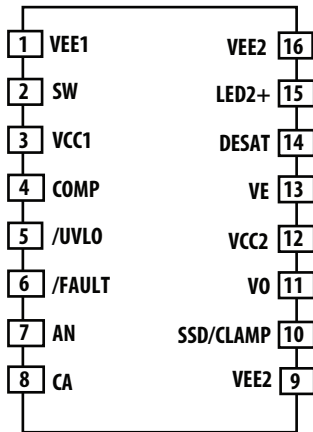 1 VEE1 VEE2 16
2 SW LED2+ 15
3 VCC1 DESAT 14
4 COMP VE 13
5 /UVLO VCC2 12
6 /FAULT VO 11
7 AN SSD/CLAMP 10
8 CA VEE2 9